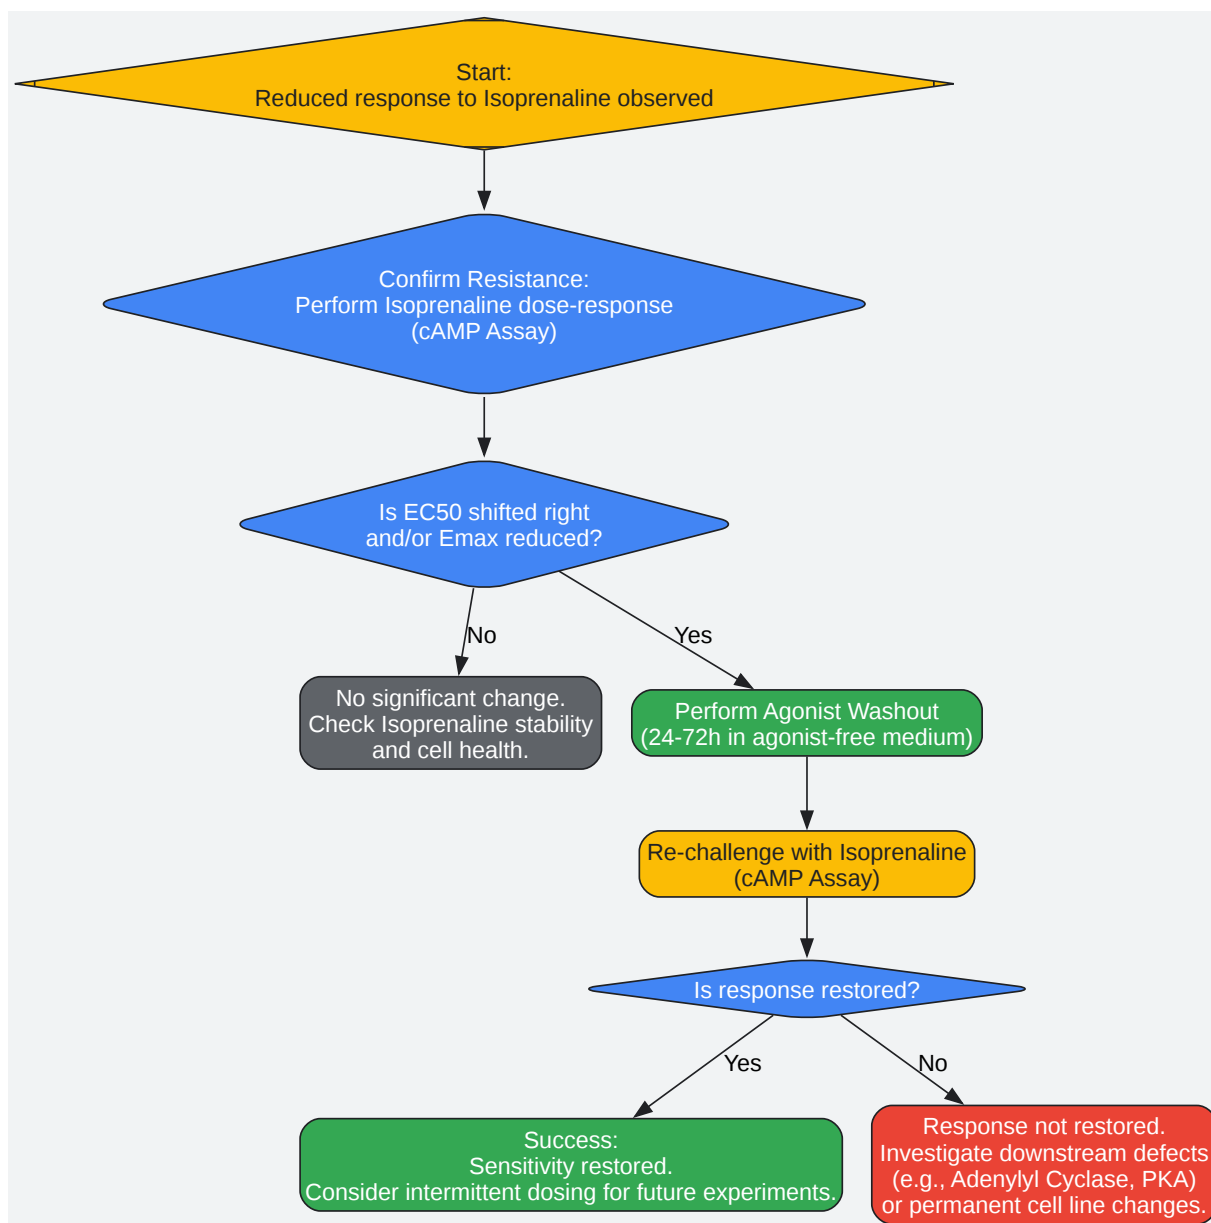 Start:
Reduced response to Isoprenaline observed
Confirm Resistance:
Perform Isoprenaline dose-response
(cAMP Assay)
Is EC50 shifted right
and/or Emax reduced?
No
Yes
No significant change.
Check Isoprenaline stability
and cell health.
Perform Agonist Washout
(24-72h in agonist-free medium)
Re-challenge with Isoprenaline
(cAMP Assay)
Is response restored?
Yes
No
Success:
Sensitivity restored.
Consider intermittent dosing for future experiments.
Response not restored.
Investigate downstream defects
(e.g., Adenylyl Cyclase, PKA)
or permanent cell line changes.